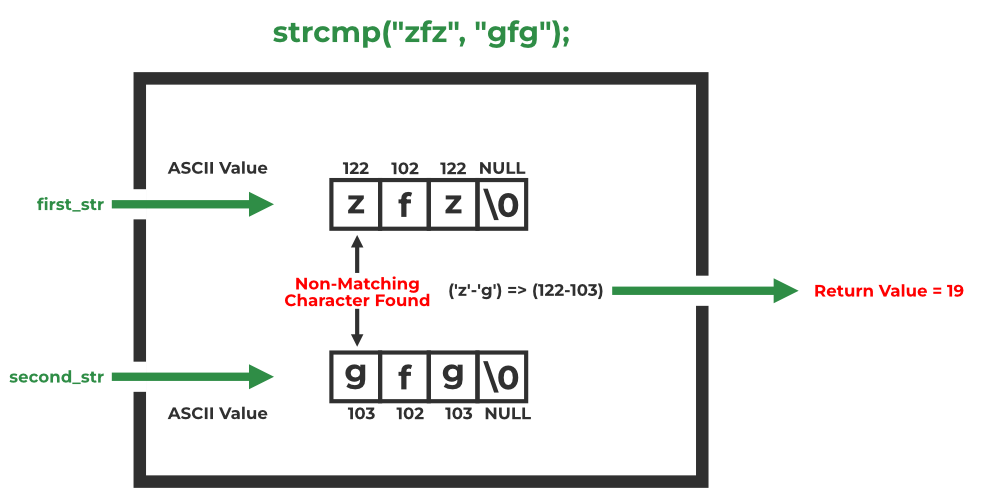 strcmp("zfz", "gfg");
ASCII Value
122 102 122 NULL
first_str
z f z \0
Non-Matching
Character Found
('z'-'g') => (122-103)
Return Value = 19
second_str
g f g \0
ASCII Value
103 102 103 NULL